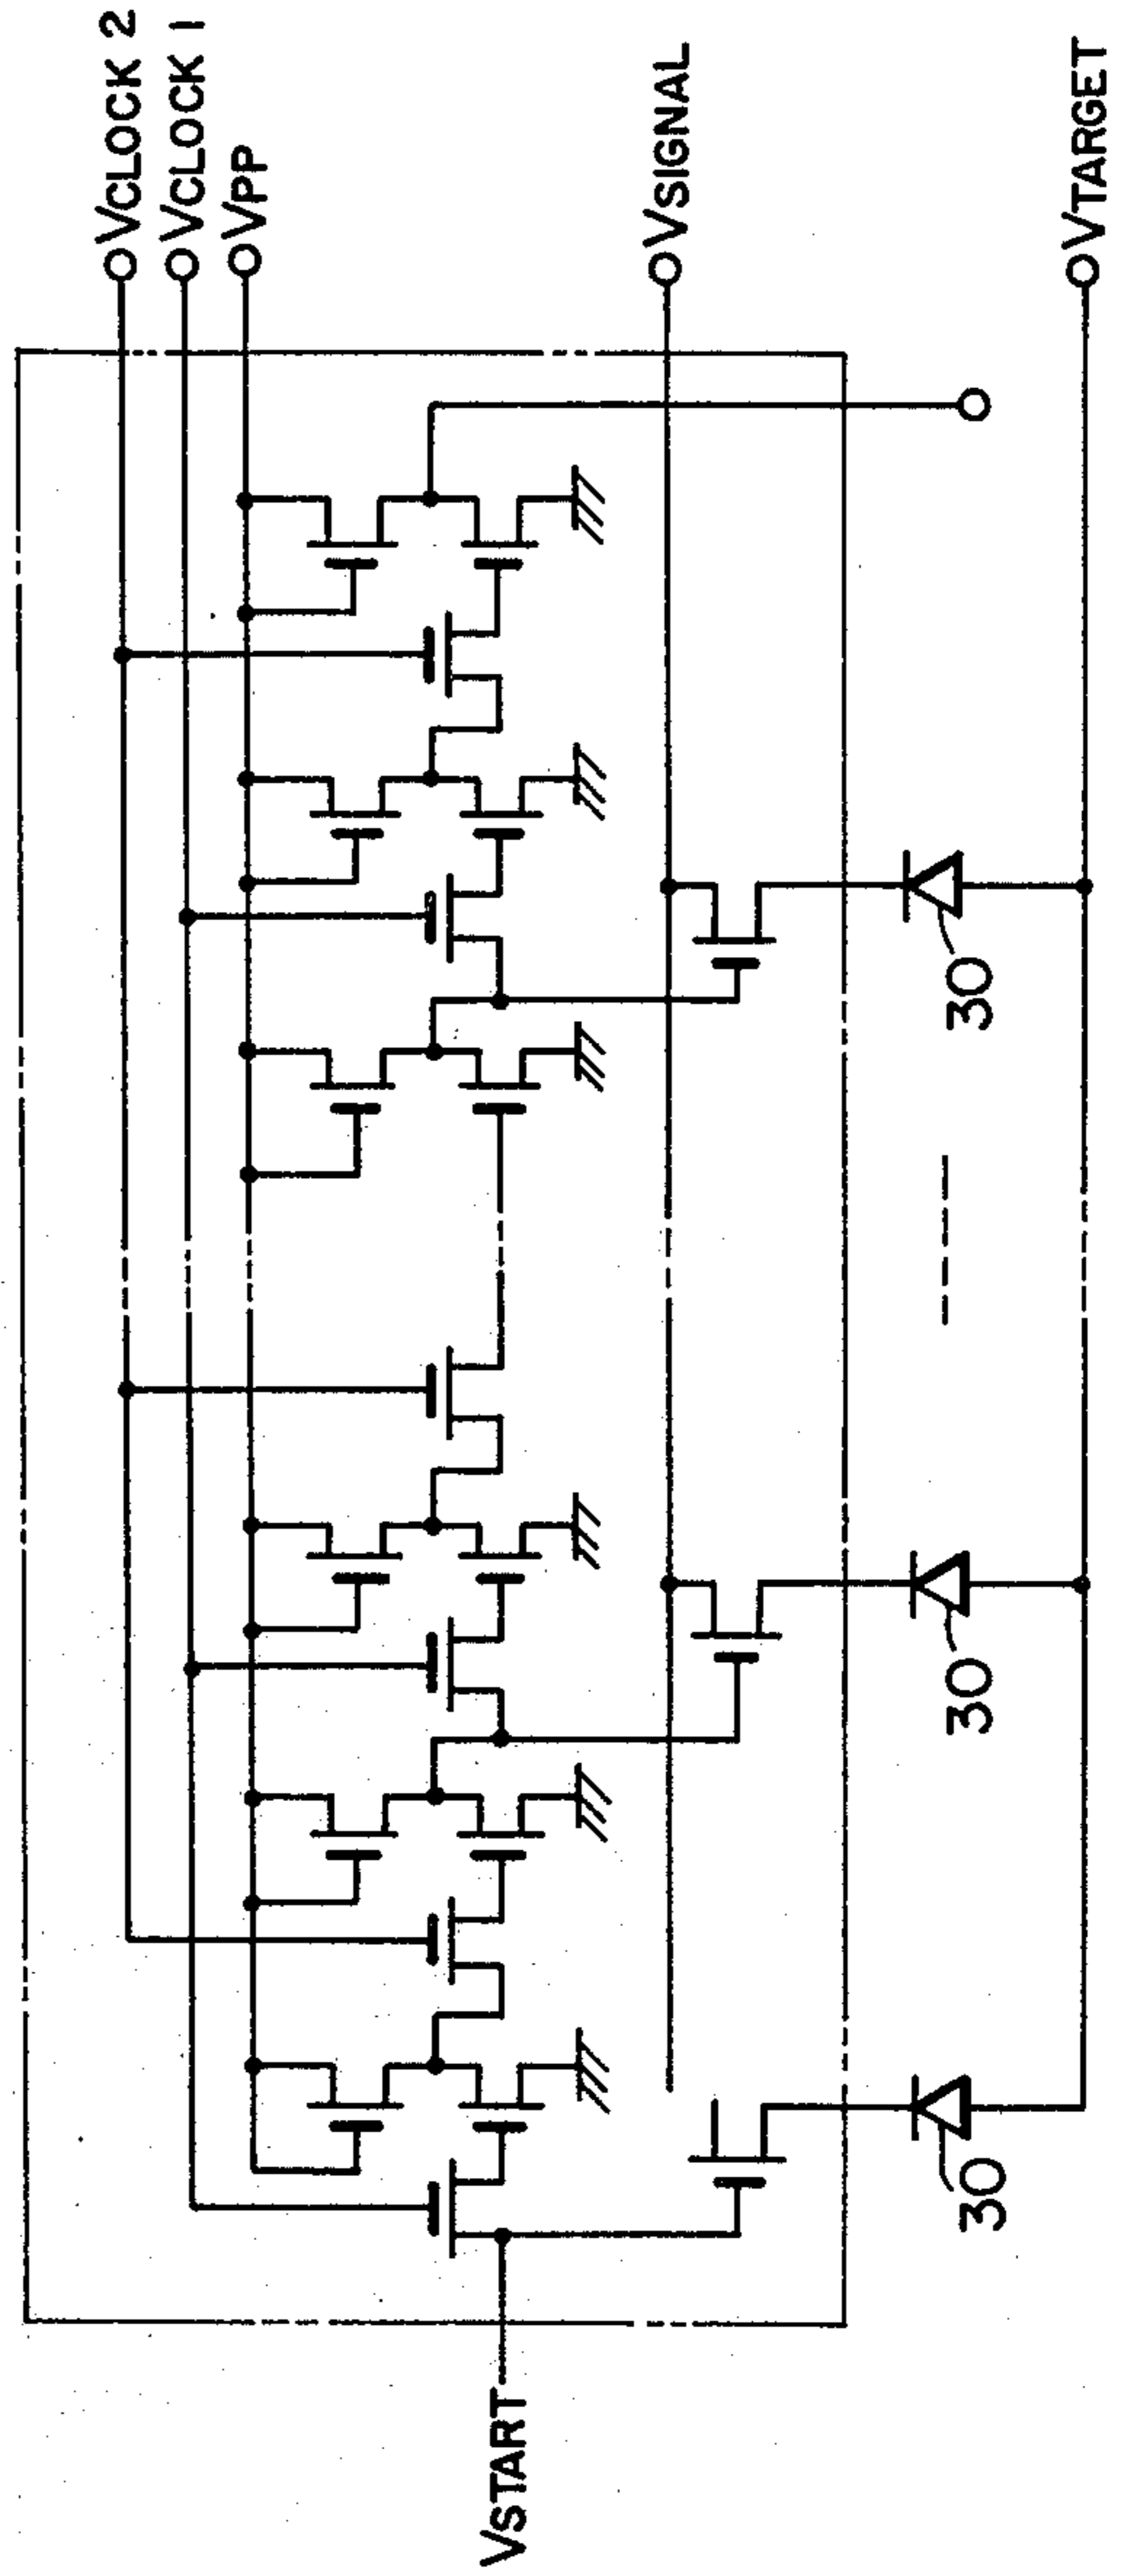 VCLOCK 2
VCLOCK 1
VPP
VSIGNAL
VTARGET
VSTART
30
30
30